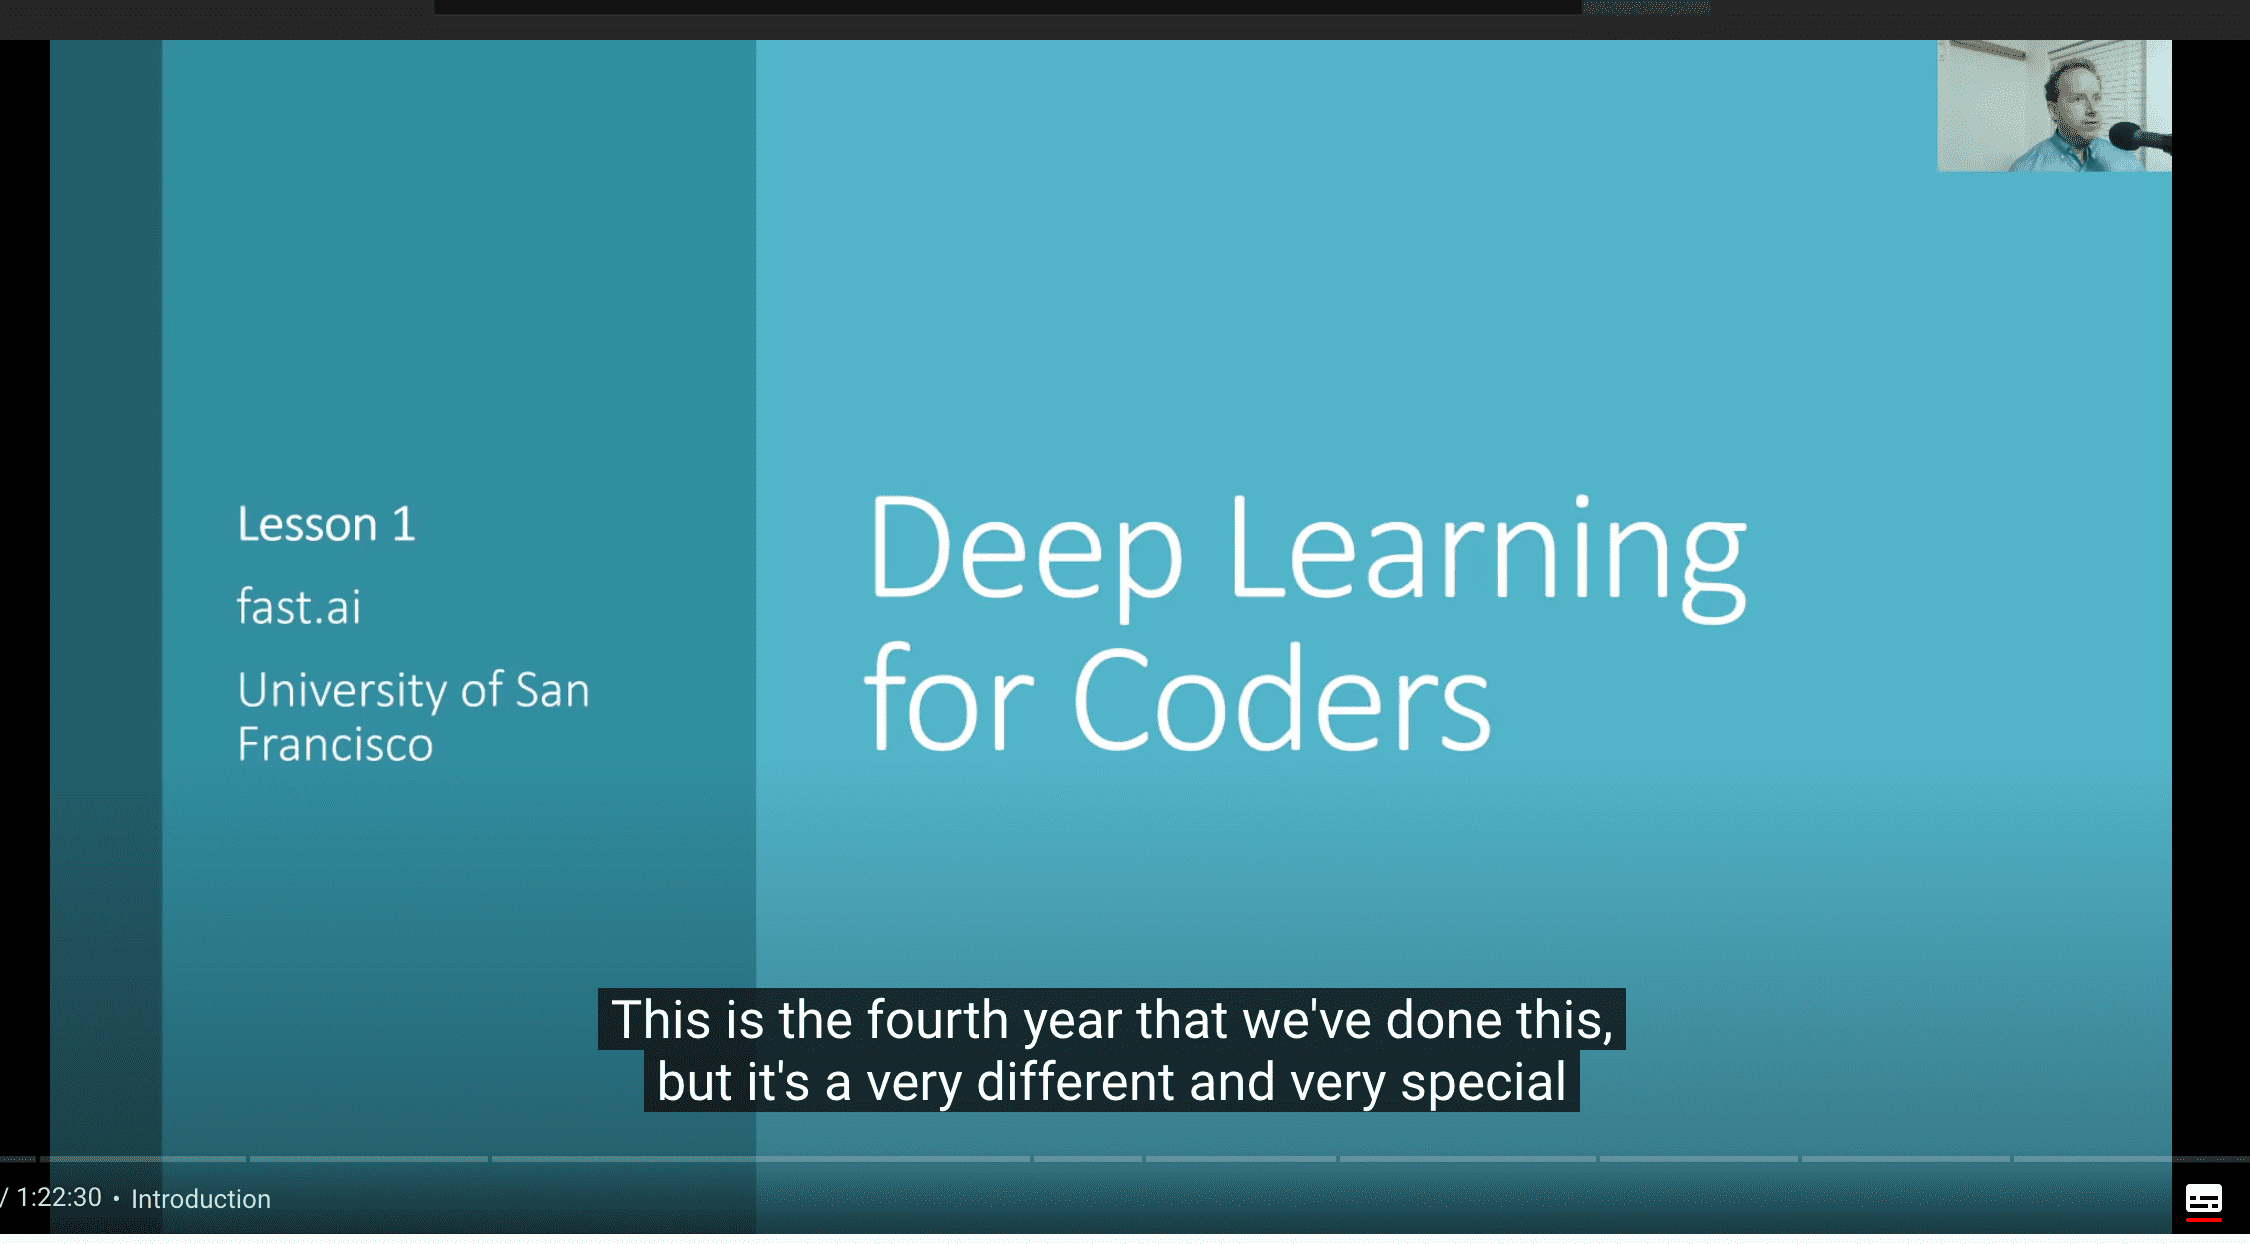 Lesson 1
fast.ai
University of San
Francisco
Deep Learning
for Coders
This is the fourth year that we've done this,
but it's a very different and very special
/ 1:22:30 • Introduction